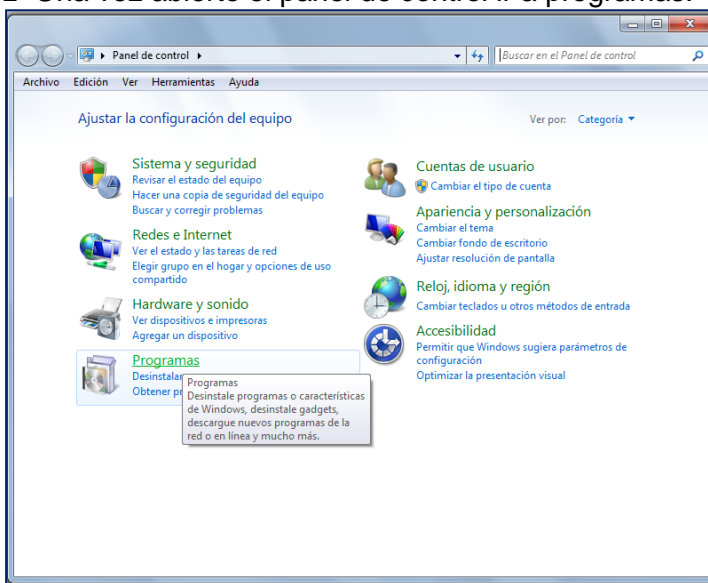 2 Una vez abierto el panel de control ir a programas.
Panel de control
Buscar en el Panel de control
Archivo Edición Ver Herramientas Ayuda
Ajustar la configuración del equipo
Ver por: Categoría
Sistema y seguridad
Revisar el estado del equipo
Hacer una copia de seguridad del equipo
Buscar y corregir problemas
Redes e Internet
Ver el estado y las tareas de red
Elegir grupo en el hogar y opciones de uso
compartido
Hardware y sonido
Ver dispositivos e impresoras
Agregar un dispositivo
Programas
Desinstalar
Obtener pr
Programas
Desinstale programas o características
de Windows, desinstale gadgets,
descargue nuevos programas de la
red o en línea y mucho más.
Cuentas de usuario
Cambiar el tipo de cuenta
Apariencia y personalización
Cambiar el tema
Cambiar fondo de escritorio
Ajustar resolución de pantalla
Reloj, idioma y región
Cambiar teclados u otros métodos de entrada
Accesibilidad
Permitir que Windows sugiera parámetros de
configuración
Optimizar la presentación visual